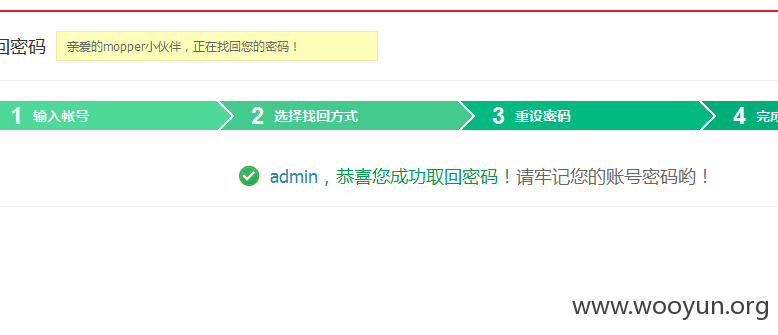 回密码 亲爱的mopper小伙伴，正在找回您的密码！
1 输入帐号 2 选择找回方式 3 重设密码 4 完成
admin，恭喜您成功取回密码！请牢记您的账号密码哟！
www.wooyun.org